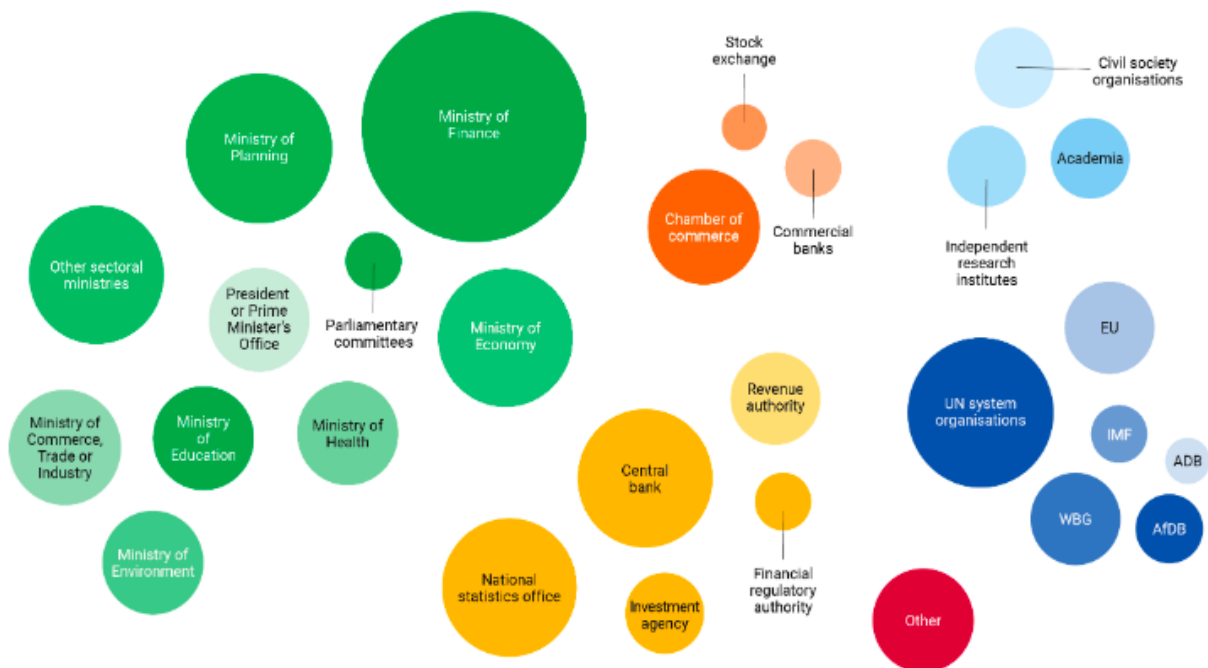 Ministry of
Finance
Ministry of
Planning
Other sectoral
ministries
President
or Prime
Minister's
Office
Parliamentary
committees
Ministry of
Economy
Ministry of
Commerce,
Trade or
Industry
Ministry
of
Education
Ministry of
Health
Ministry of
Environment
Stock
exchange
Chamber of
commerce
Commercial
banks
Civil society
organisations
Academia
Independent
research
institutes
EU
UN system
organisations
IMF
ADB
WBG
AfDB
Revenue
authority
Central
bank
National
statistics office
Investment
agency
Financial
regulatory
authority
Other